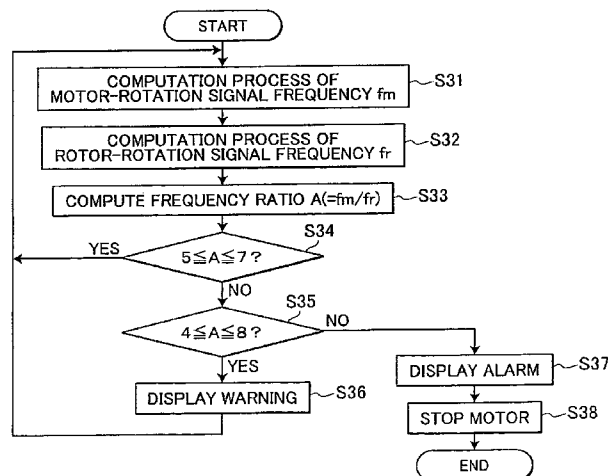 START
COMPUTATION PROCESS OF
MOTOR-ROTATION SIGNAL FREQUENCY fm
S31
COMPUTATION PROCESS OF
ROTOR-ROTATION SIGNAL FREQUENCY fr
S32
COMPUTE FREQUENCY RATIO A(=fm/fr)
S33
S34
YES
5≦A≦7?
NO
S35
4≦A≦8?
NO
YES
DISPLAY WARNING
S36
DISPLAY ALARM
S37
STOP MOTOR
S38
END